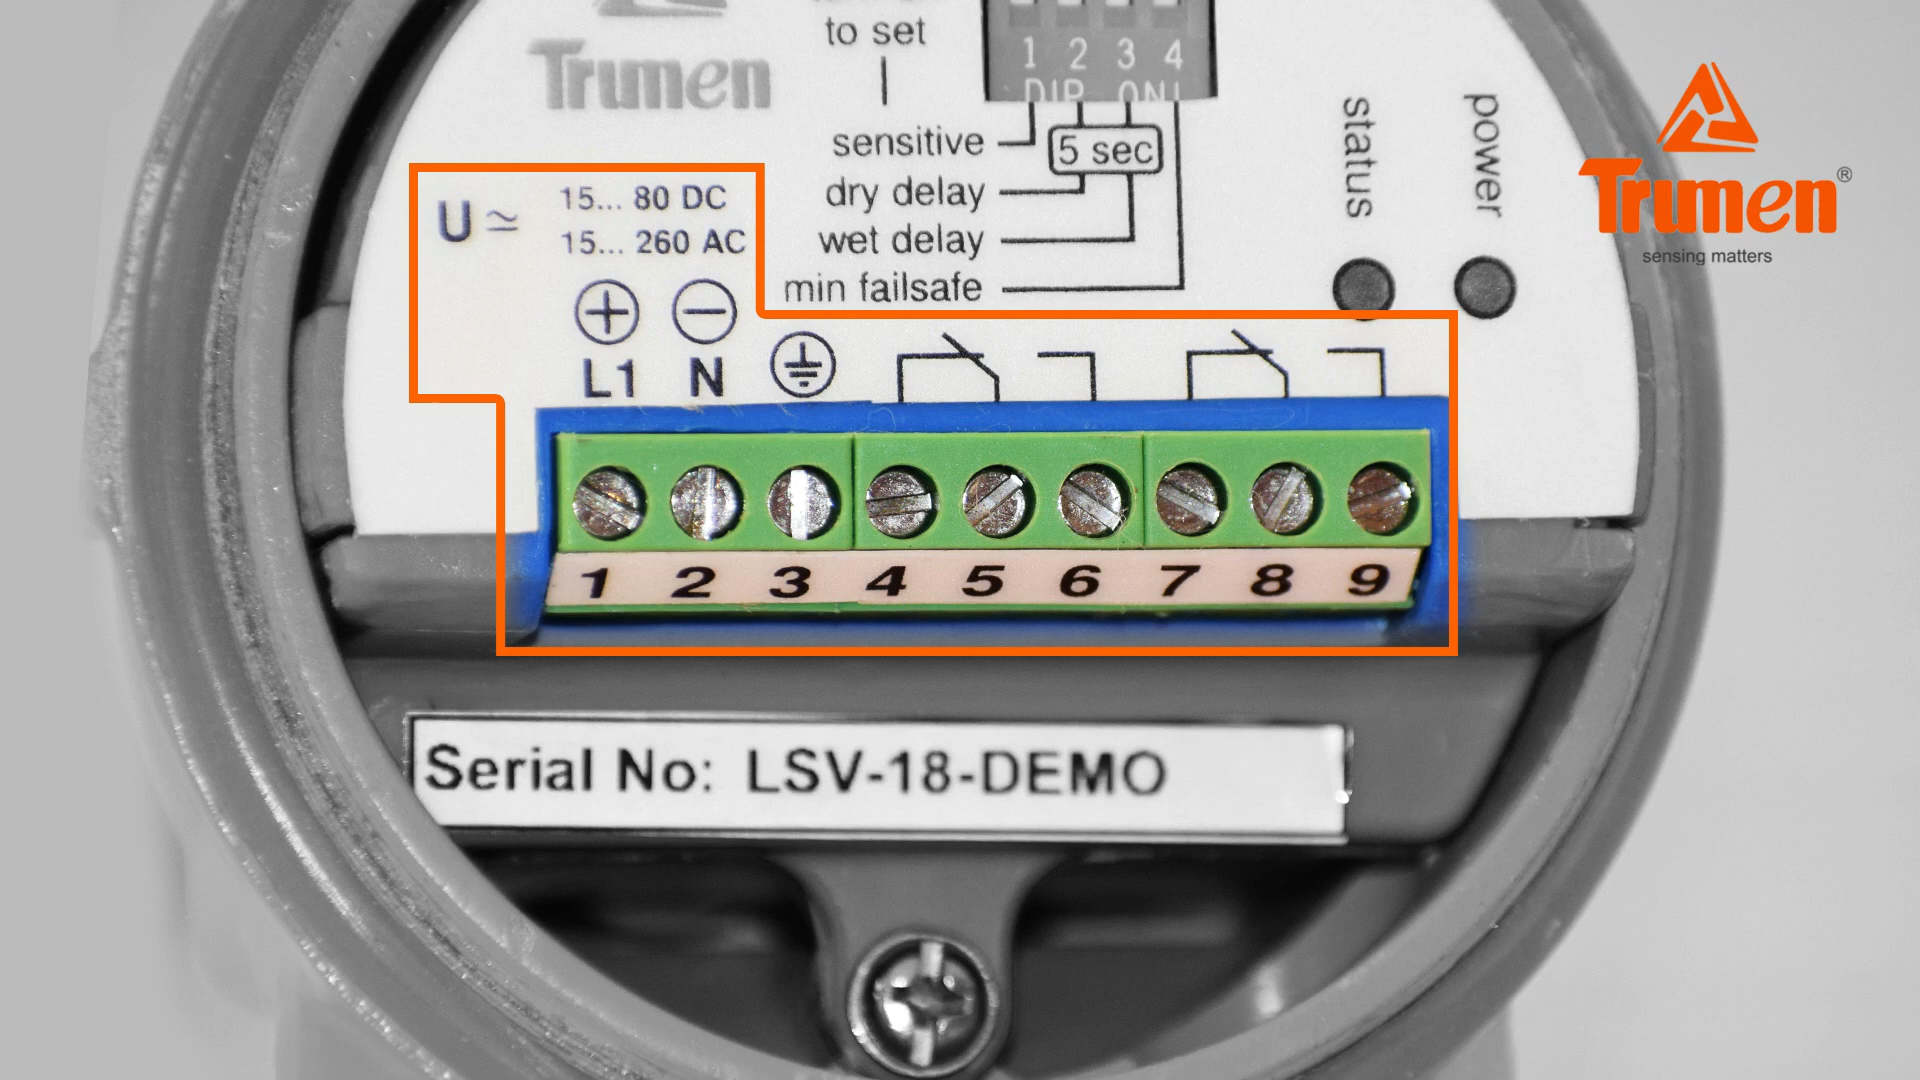 to set
Trumen
1 2 3 4
DIP ON
sensitive
5 sec
dry delay
wet delay
min failsafe
status
power
U ≃
15... 80 DC
15... 260 AC
L1 N
1 2 3 4 5 6 7 8 9
Serial No: LSV-18-DEMO
Trumen®
sensing matters